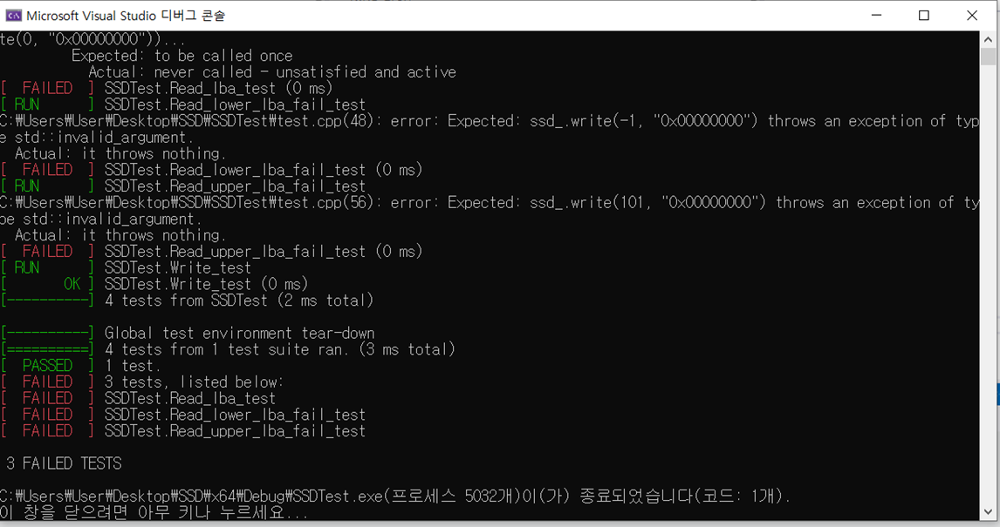 Microsoft Visual Studio 디버그 콘솔
te(0, "0x00000000"))...
Expected: to be called once
Actual: never called - unsatisfied and active
[  FAILED  ] SSDTest.Read_lba_test (0 ms)
[ RUN      ] SSDTest.Read_lower_lba_fail_test
C:₩Users₩User₩Desktop₩SSD₩SSDTest₩test.cpp(48): error: Expected: ssd_.write(-1, "0x00000000") throws an exception of typ
e std::invalid_argument.
Actual: it throws nothing.
[  FAILED  ] SSDTest.Read_lower_lba_fail_test (0 ms)
[ RUN      ] SSDTest.Read_upper_lba_fail_test
C:₩Users₩User₩Desktop₩SSD₩SSDTest₩test.cpp(56): error: Expected: ssd_.write(101, "0x00000000") throws an exception of ty
pe std::invalid_argument.
Actual: it throws nothing.
[  FAILED  ] SSDTest.Read_upper_lba_fail_test (0 ms)
[ RUN      ] SSDTest.Write_test
[       OK ] SSDTest.Write_test (0 ms)
[----------] 4 tests from SSDTest (2 ms total)
[----------] Global test environment tear-down
[==========] 4 tests from 1 test suite ran. (3 ms total)
[  PASSED  ] 1 test.
[  FAILED  ] 3 tests, listed below:
[  FAILED  ] SSDTest.Read_lba_test
[  FAILED  ] SSDTest.Read_lower_lba_fail_test
[  FAILED  ] SSDTest.Read_upper_lba_fail_test
3 FAILED TESTS
C:₩Users₩User₩Desktop₩SSD₩x64₩Debug₩SSDTest.exe(프로세스 5032개)이(가) 종료되었습니다(코드: 1개).
이 창을 닫으려면 아무 키나 누르세요...